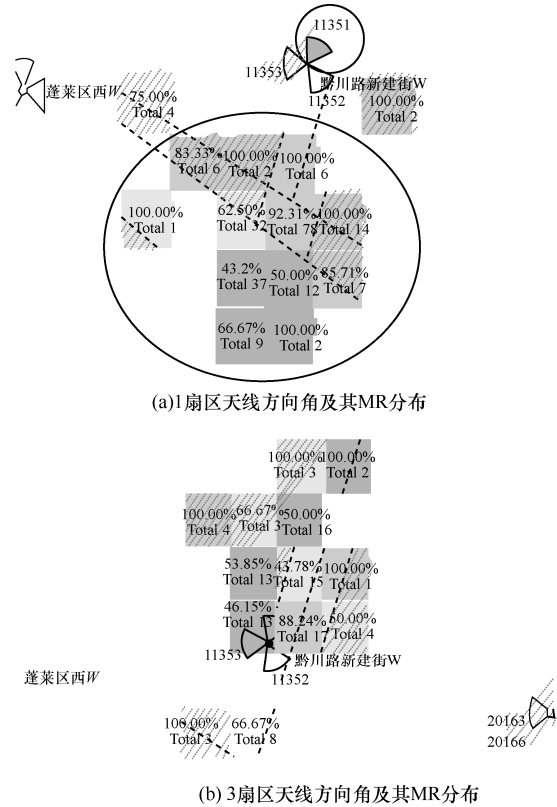 11351
11353
黔川路新建街W
11352
蓬莱区西W
75.00%
Total 4
100.00%
Total 2
83.33%
Total 6
100.00%
Total 2
100.00%
Total 6
100.00%
Total 1
62.50%
Total 32
92.31%
Total 78
100.00%
Total 14
43.2%
Total 37
50.00%
Total 12
85.71%
Total 7
66.67%
Total 9
100.00%
Total 2
(a)1扇区天线方向角及其MR分布
100.00%
Total 3
100.00%
Total 2
100.00%
Total 4
66.67%
Total 3
50.00%
Total 16
53.85%
Total 13
43.78%
Total 15
100.00%
Total 1
46.15%
Total 13
88.24%
Total 17
50.00%
Total 4
11353
黔川路新建街W
11352
蓬莱区西W
100.00%
Total 3
66.67%
Total 8
20163
20166
(b) 3扇区天线方向角及其MR分布